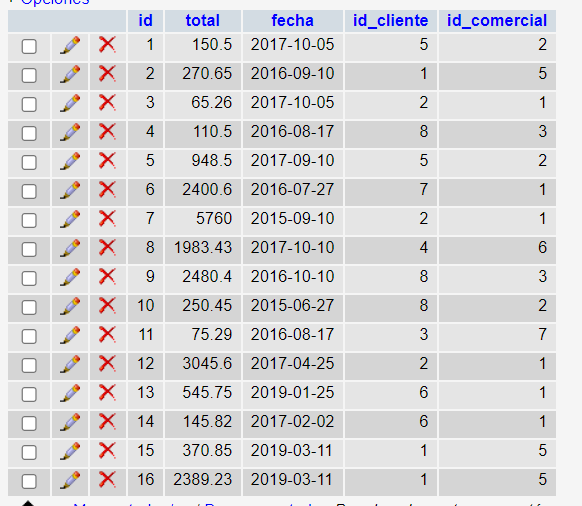 Opciones
id total fecha id_cliente id_comercial
1 150.5 2017-10-05 5 2
2 270.65 2016-09-10 1 5
3 65.26 2017-10-05 2 1
4 110.5 2016-08-17 8 3
5 948.5 2017-09-10 5 2
6 2400.6 2016-07-27 7 1
7 5760 2015-09-10 2 1
8 1983.43 2017-10-10 4 6
9 2480.4 2016-10-10 8 3
10 250.45 2015-06-27 8 2
11 75.29 2016-08-17 3 7
12 3045.6 2017-04-25 2 1
13 545.75 2019-01-25 6 1
14 145.82 2017-02-02 6 1
15 370.85 2019-03-11 1 5
16 2389.23 2019-03-11 1 5